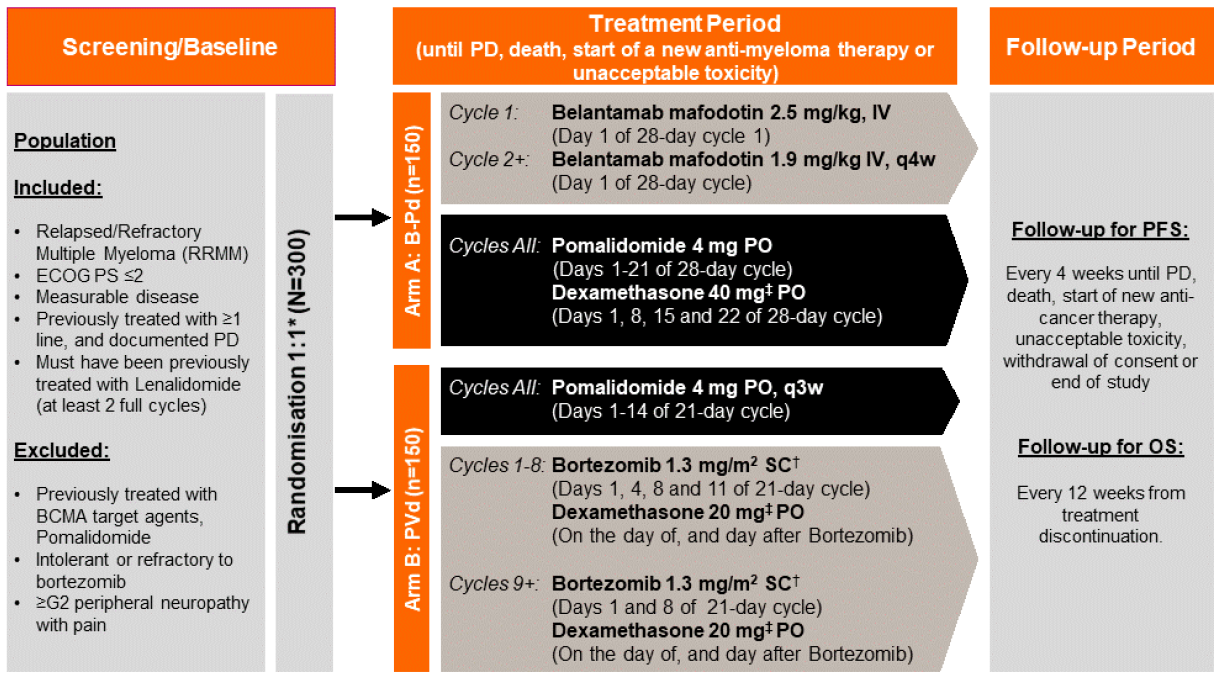 Screening/Baseline
Population
Included:
• Relapsed/Refractory
Multiple Myeloma (RRMM)
• ECOG PS ≤2
• Measurable disease
• Previously treated with ≥1
line, and documented PD
• Must have been previously
treated with Lenalidomide
(at least 2 full cycles)
Excluded:
• Previously treated with
BCMA target agents,
Pomalidomide
• Intolerant or refractory to
bortezomib
• ≥G2 peripheral neuropathy
with pain
Randomisation 1:1* (N=300)
Treatment Period
(until PD, death, start of a new anti-myeloma therapy or
unacceptable toxicity)
Arm A: B-Pd (n=150)
Cycle 1: Belantamab mafodotin 2.5 mg/kg, IV
(Day 1 of 28-day cycle 1)
Cycle 2+: Belantamab mafodotin 1.9 mg/kg IV, q4w
(Day 1 of 28-day cycle)
Cycles All: Pomalidomide 4 mg PO
(Days 1-21 of 28-day cycle)
Dexamethasone 40 mg‡ PO
(Days 1, 8, 15 and 22 of 28-day cycle)
Arm B: PVd (n=150)
Cycles All: Pomalidomide 4 mg PO, q3w
(Days 1-14 of 21-day cycle)
Cycles 1-8: Bortezomib 1.3 mg/m² SC†
(Days 1, 4, 8 and 11 of 21-day cycle)
Dexamethasone 20 mg‡ PO
(On the day of, and day after Bortezomib)
Cycles 9+: Bortezomib 1.3 mg/m² SC†
(Days 1 and 8 of 21-day cycle)
Dexamethasone 20 mg‡ PO
(On the day of, and day after Bortezomib)
Follow-up Period
Follow-up for PFS:
Every 4 weeks until PD,
death, start of new anti-
cancer therapy,
unacceptable toxicity,
withdrawal of consent or
end of study
Follow-up for OS:
Every 12 weeks from
treatment
discontinuation.